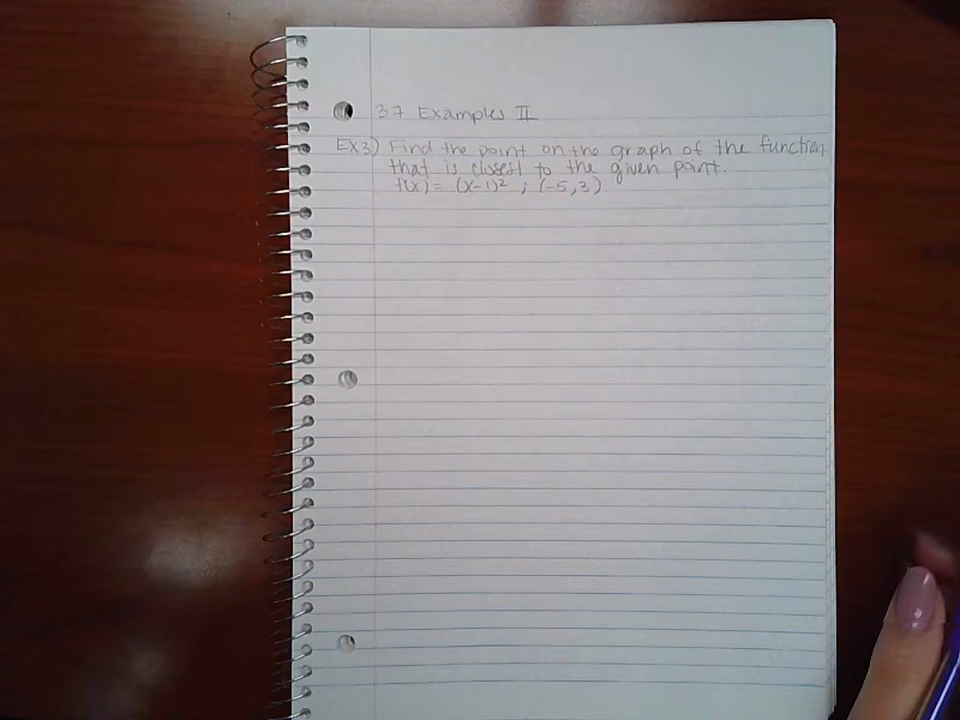 3.7 Examples II
EX3) Find the point on the graph of the function
that is closest to the given point.
f(x) = (x-1)² ; (-5,3)